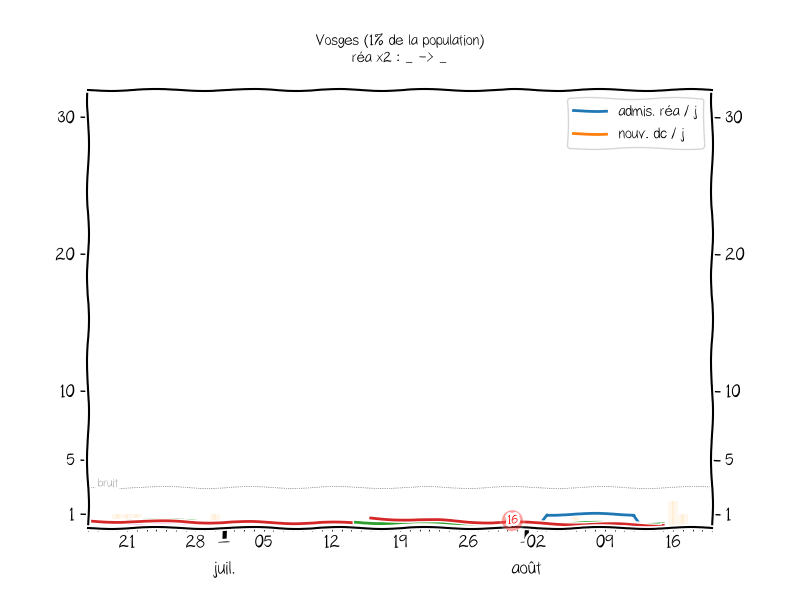 Vosges (1% de la population)
réa x2 : _ -> _
admis. réa / j
nouv. dc / j
30
30
20
20
10
10
5
5
bruit
1
1
16
21
28
05
12
19
26
02
09
16
juil.
août